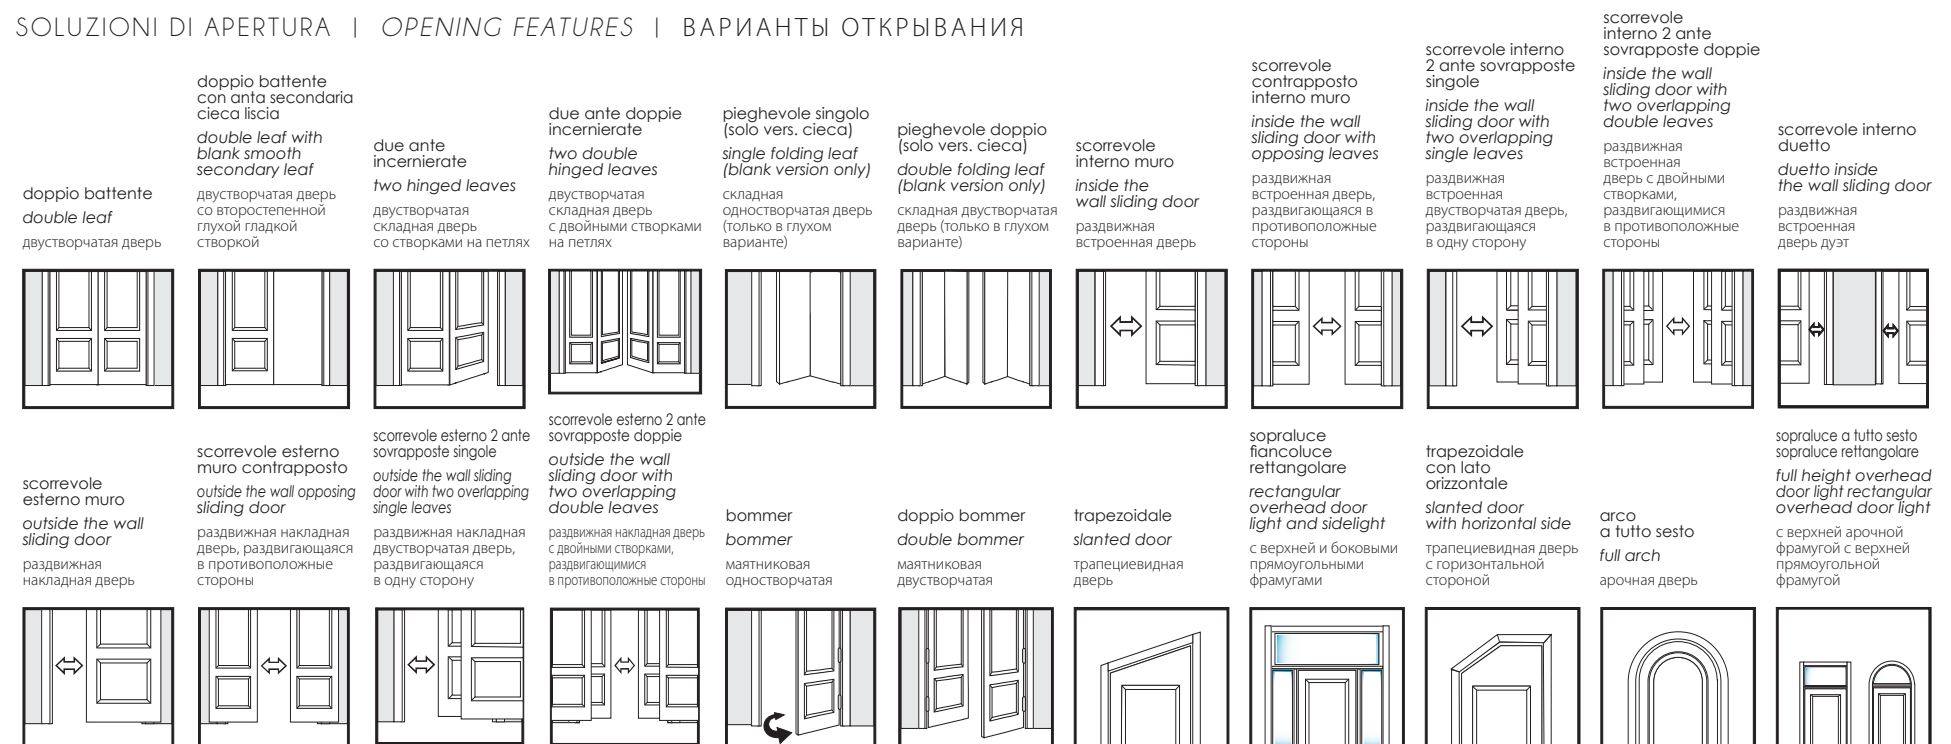 SOLUZIONI DI APERTURA | OPENING FEATURES | ВАРИАНТЫ ОТКРЫВАНИЯ
doppio battente
double leaf
двустворчатая дверь
doppio battente
con anta secondaria
cieca liscia
double leaf with
blank smooth
secondary leaf
двустворчатая дверь
со второстепенной
глухой гладкой
створкой
due ante
incernierate
two hinged leaves
двустворчатая
складная дверь
со створками на петлях
due ante doppie
incernierate
two double
hinged leaves
двустворчатая
складная дверь
с двойными створками
на петлях
pieghevole singolo
(solo vers. cieca)
single folding leaf
(blank version only)
складная
одностворчатая дверь
(только в глухом
варианте)
pieghevole doppio
(solo vers. cieca)
double folding leaf
(blank version only)
складная двустворчатая
дверь (только в глухом
варианте)
scorrevole
interno muro
inside the
wall sliding door
раздвижная
встроенная дверь
scorrevole
contrapposto
interno muro
inside the wall
sliding door with
opposing leaves
раздвижная
встроенная дверь,
раздвигающаяся в
противоположные
стороны
scorrevole interno
2 ante sovrapposte
singole
inside the wall
sliding door with
two overlapping
single leaves
раздвижная
встроенная
двустворчатая дверь,
раздвигающаяся
в одну сторону
scorrevole
interno 2 ante
sovrapposte doppie
inside the wall
sliding door with
two overlapping
double leaves
раздвижная
встроенная
дверь с двойными
створками,
раздвигающимися
в противоположные
стороны
scorrevole interno
duetto
duetto inside
the wall sliding door
раздвижная
встроенная
дверь дуэт
scorrevole
esterno muro
outside the wall
sliding door
раздвижная
накладная дверь
scorrevole esterno
muro contrapposto
outside the wall opposing
sliding door
раздвижная накладная
дверь, раздвигающаяся
в противоположные
стороны
scorrevole esterno 2 ante
sovrapposte singole
outside the wall sliding
door with two overlapping
single leaves
раздвижная накладная
двустворчатая дверь,
раздвигающаяся
в одну сторону
scorrevole esterno 2 ante
sovrapposte doppie
outside the wall
sliding door with
two overlapping
double leaves
раздвижная накладная дверь
с двойными створками,
раздвигающимися
в противоположные стороны
bommer
bommer
маятниковая
одностворчатая
doppio bommer
double bommer
маятниковая
двустворчатая
trapezoidale
slanted door
трапециевидная
дверь
sopraluce
fiancoluce
rettangolare
rectangular
overhead door
light and sidelight
с верхней и боковыми
прямоугольными
фрамугами
trapezoidale
con lato
orizzontale
slanted door
with horizontal side
трапециевидная дверь
с горизонтальной
стороной
arco
a tutto sesto
full arch
арочная дверь
sopraluce a tutto sesto
sopraluce rettangolare
full height overhead
door light rectangular
overhead door light
с верхней арочной
фрамугой с верхней
прямоугольной
фрамугой